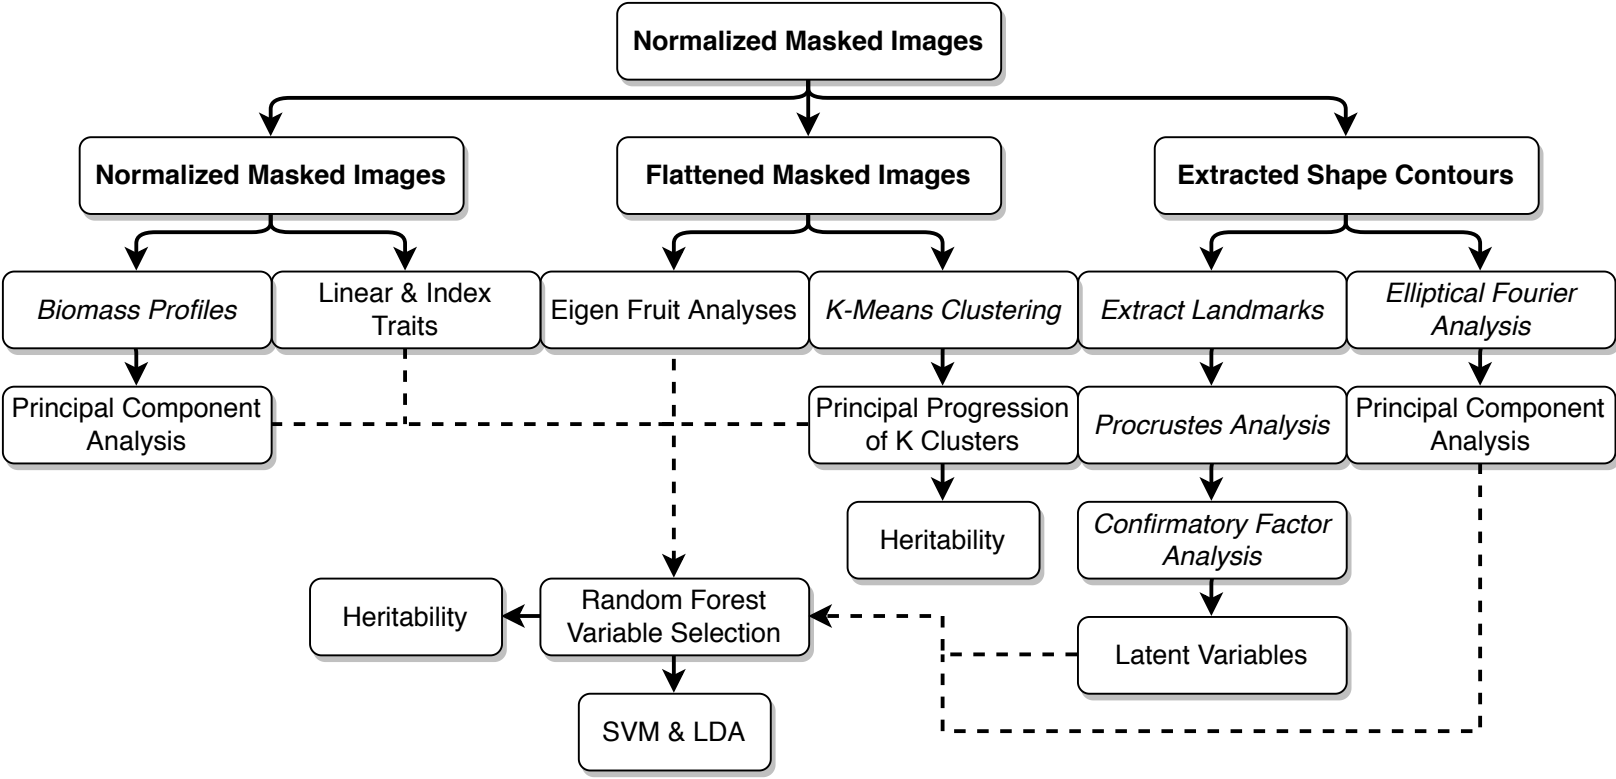 Normalized Masked Images
Normalized Masked Images
Flattened Masked Images
Extracted Shape Contours
Biomass Profiles
Linear & Index
Traits
Eigen Fruit Analyses
K-Means Clustering
Extract Landmarks
Elliptical Fourier
Analysis
Principal Component
Analysis
Principal Progression
of K Clusters
Procrustes Analysis
Principal Component
Analysis
Heritability
Confirmatory Factor
Analysis
Heritability
Random Forest
Variable Selection
Latent Variables
SVM & LDA